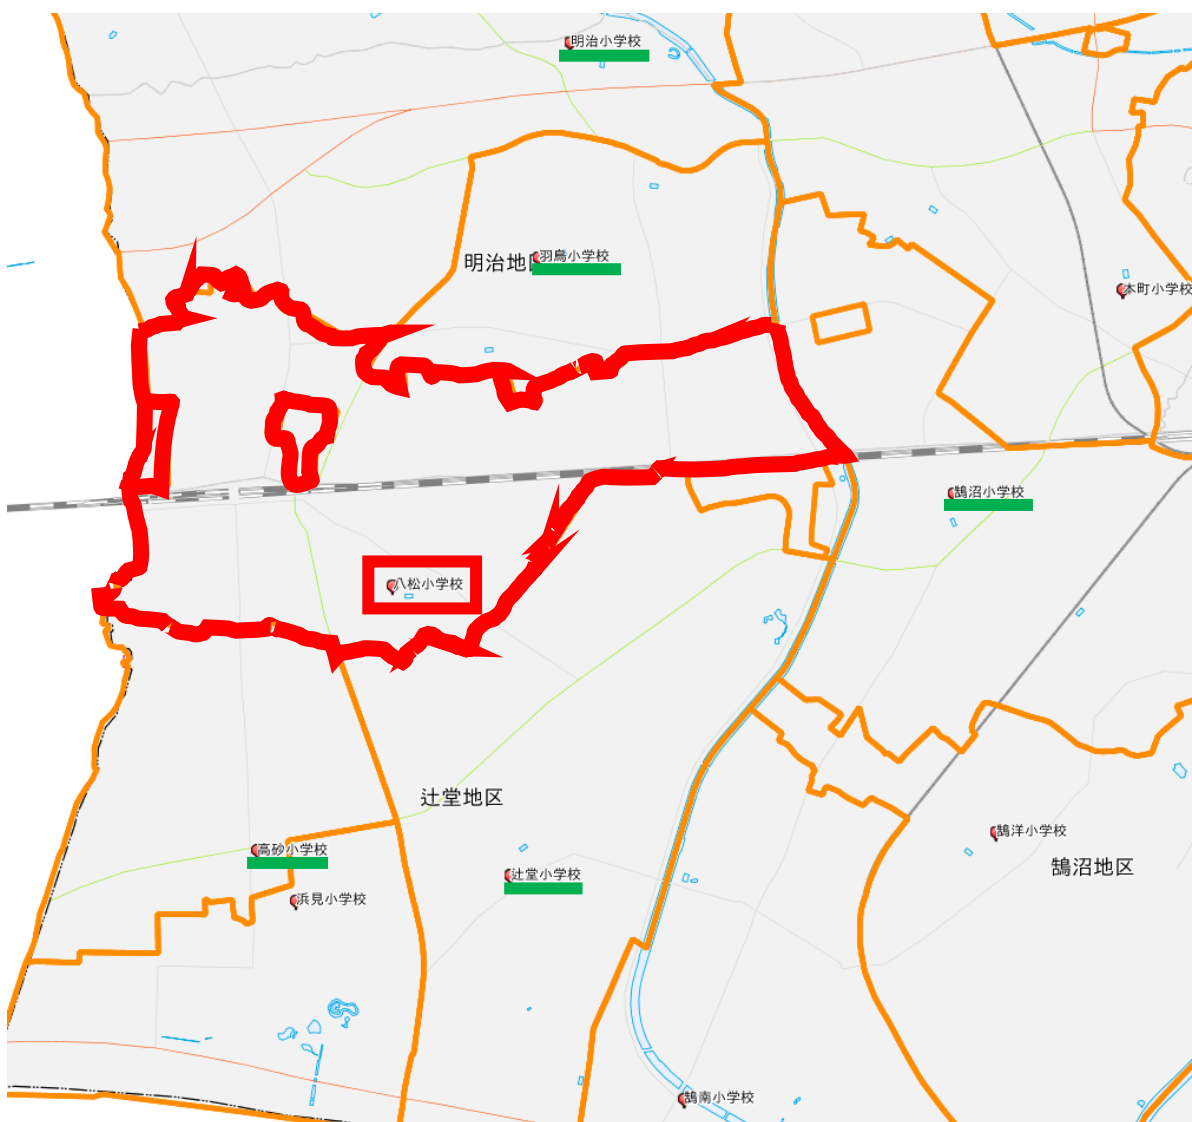 明治小学校
明治地区
羽鳥小学校
本町小学校
鵠沼小学校
八松小学校
辻堂地区
鵠洋小学校
高砂小学校
鵠沼地区
辻堂小学校
浜見小学校
鵠南小学校